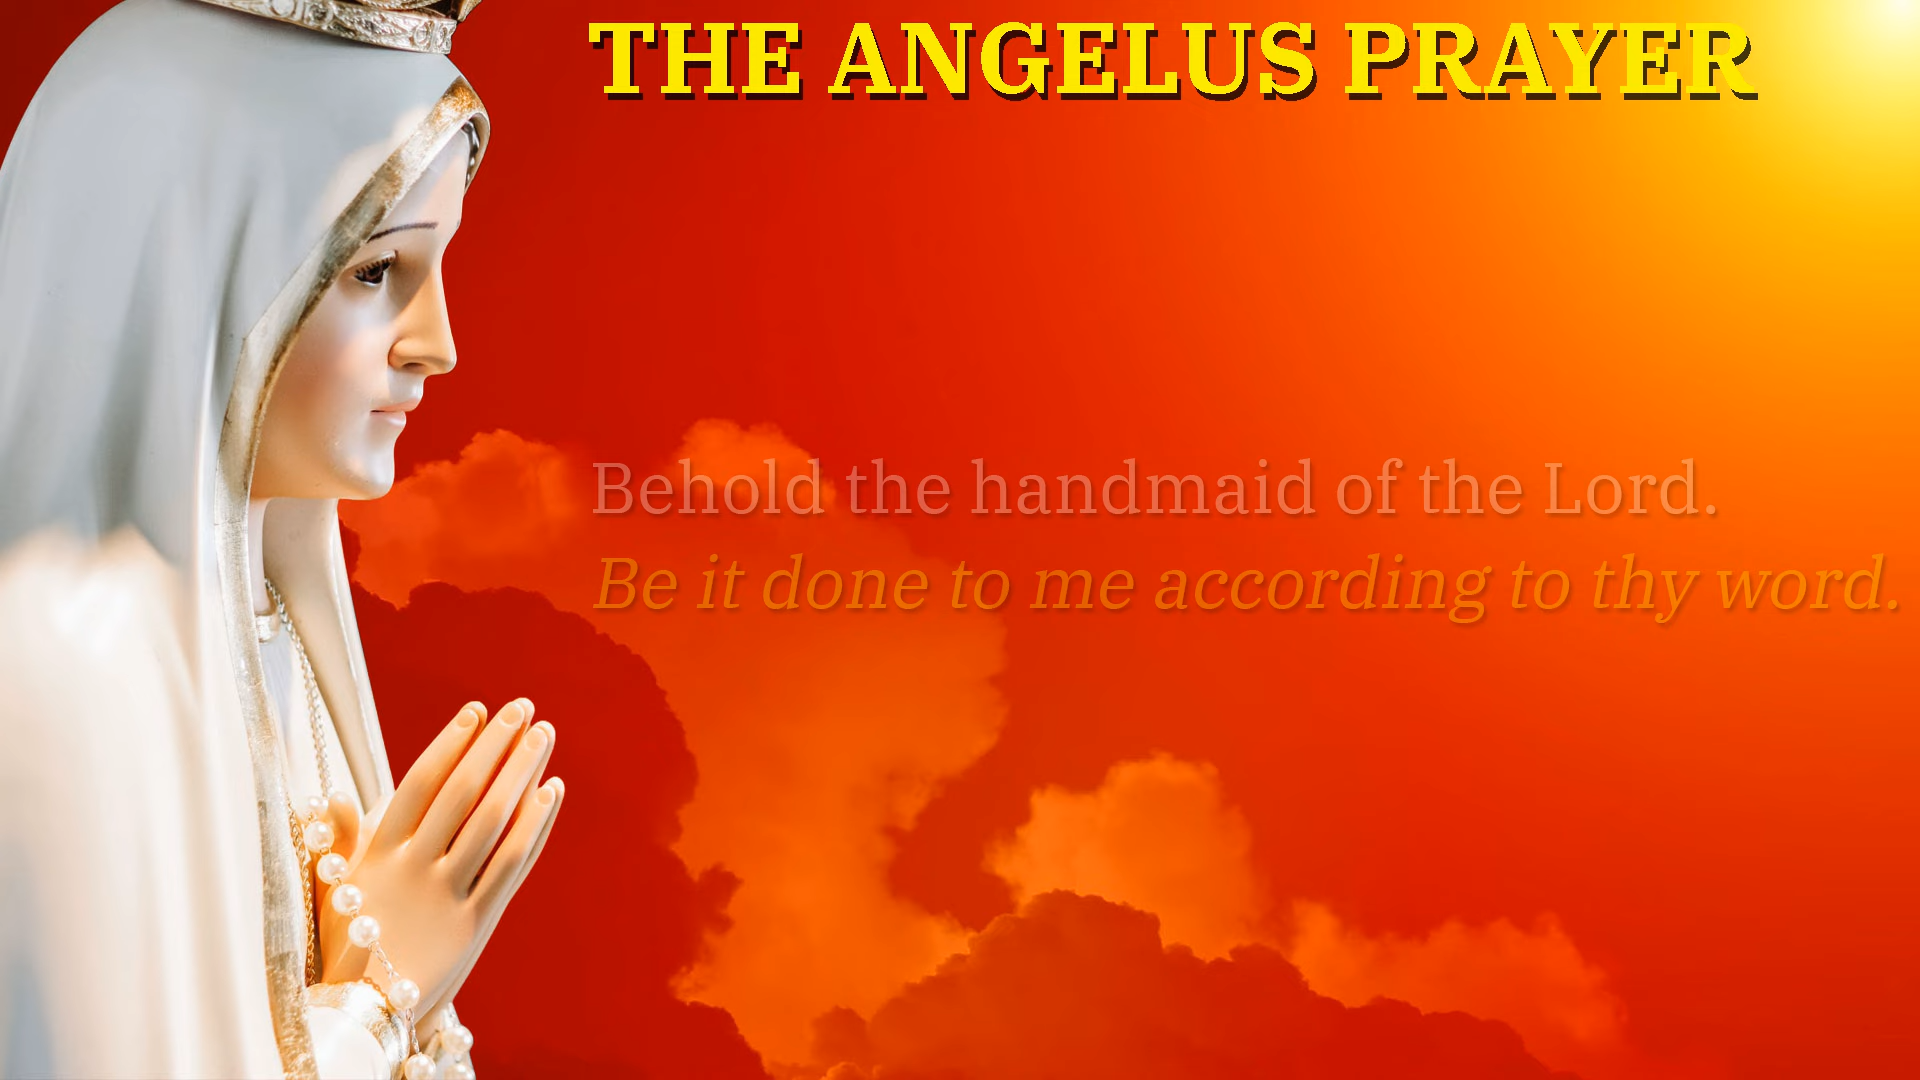 THE ANGELUS PRAYER
Behold the handmaid of the Lord.
Be it done to me according to thy word.